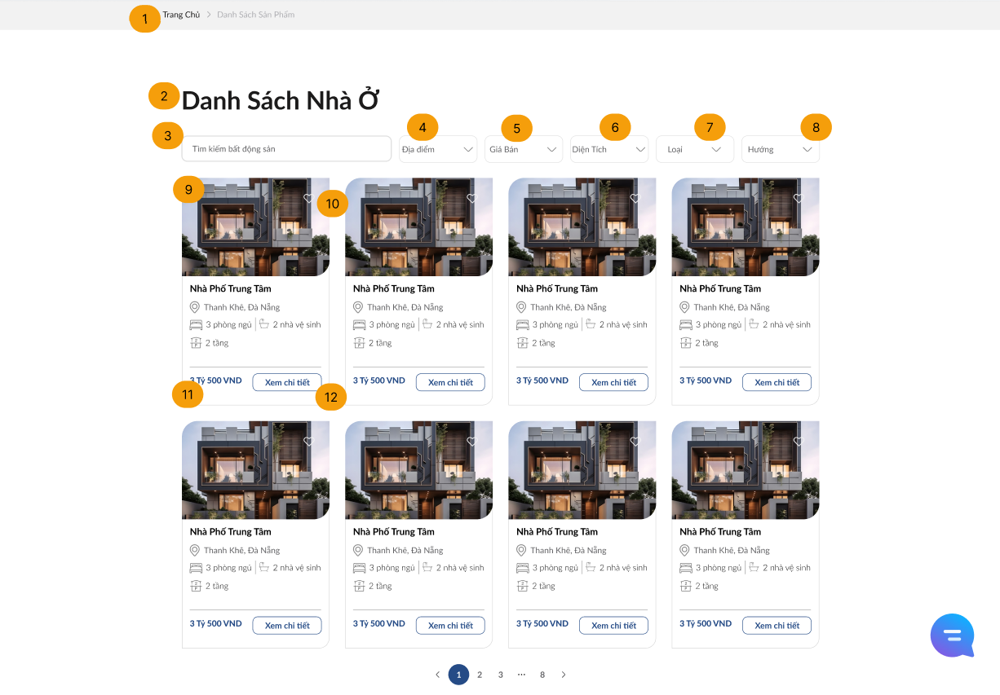 1 Trang Chủ > Danh Sách Sản Phẩm
2 Danh Sách Nhà Ở
3 4 5 6 7 8
Tìm kiếm bất động sản Địa điểm Giá Bán Diện Tích Loại Hướng
9 10
Nhà Phố Trung Tâm Nhà Phố Trung Tâm Nhà Phố Trung Tâm Nhà Phố Trung Tâm
Thanh Khê, Đà Nẵng Thanh Khê, Đà Nẵng Thanh Khê, Đà Nẵng Thanh Khê, Đà Nẵng
3 phòng ngủ 2 nhà vệ sinh 3 phòng ngủ 2 nhà vệ sinh 3 phòng ngủ 2 nhà vệ sinh 3 phòng ngủ 2 nhà vệ sinh
2 tầng 2 tầng 2 tầng 2 tầng
3 Tỷ 500 VND Xem chi tiết 3 Tỷ 500 VND Xem chi tiết 3 Tỷ 500 VND Xem chi tiết 3 Tỷ 500 VND Xem chi tiết
11 12
Nhà Phố Trung Tâm Nhà Phố Trung Tâm Nhà Phố Trung Tâm Nhà Phố Trung Tâm
Thanh Khê, Đà Nẵng Thanh Khê, Đà Nẵng Thanh Khê, Đà Nẵng Thanh Khê, Đà Nẵng
3 phòng ngủ 2 nhà vệ sinh 3 phòng ngủ 2 nhà vệ sinh 3 phòng ngủ 2 nhà vệ sinh 3 phòng ngủ 2 nhà vệ sinh
2 tầng 2 tầng 2 tầng 2 tầng
3 Tỷ 500 VND Xem chi tiết 3 Tỷ 500 VND Xem chi tiết 3 Tỷ 500 VND Xem chi tiết 3 Tỷ 500 VND Xem chi tiết
< 1 2 3 ... 8 >